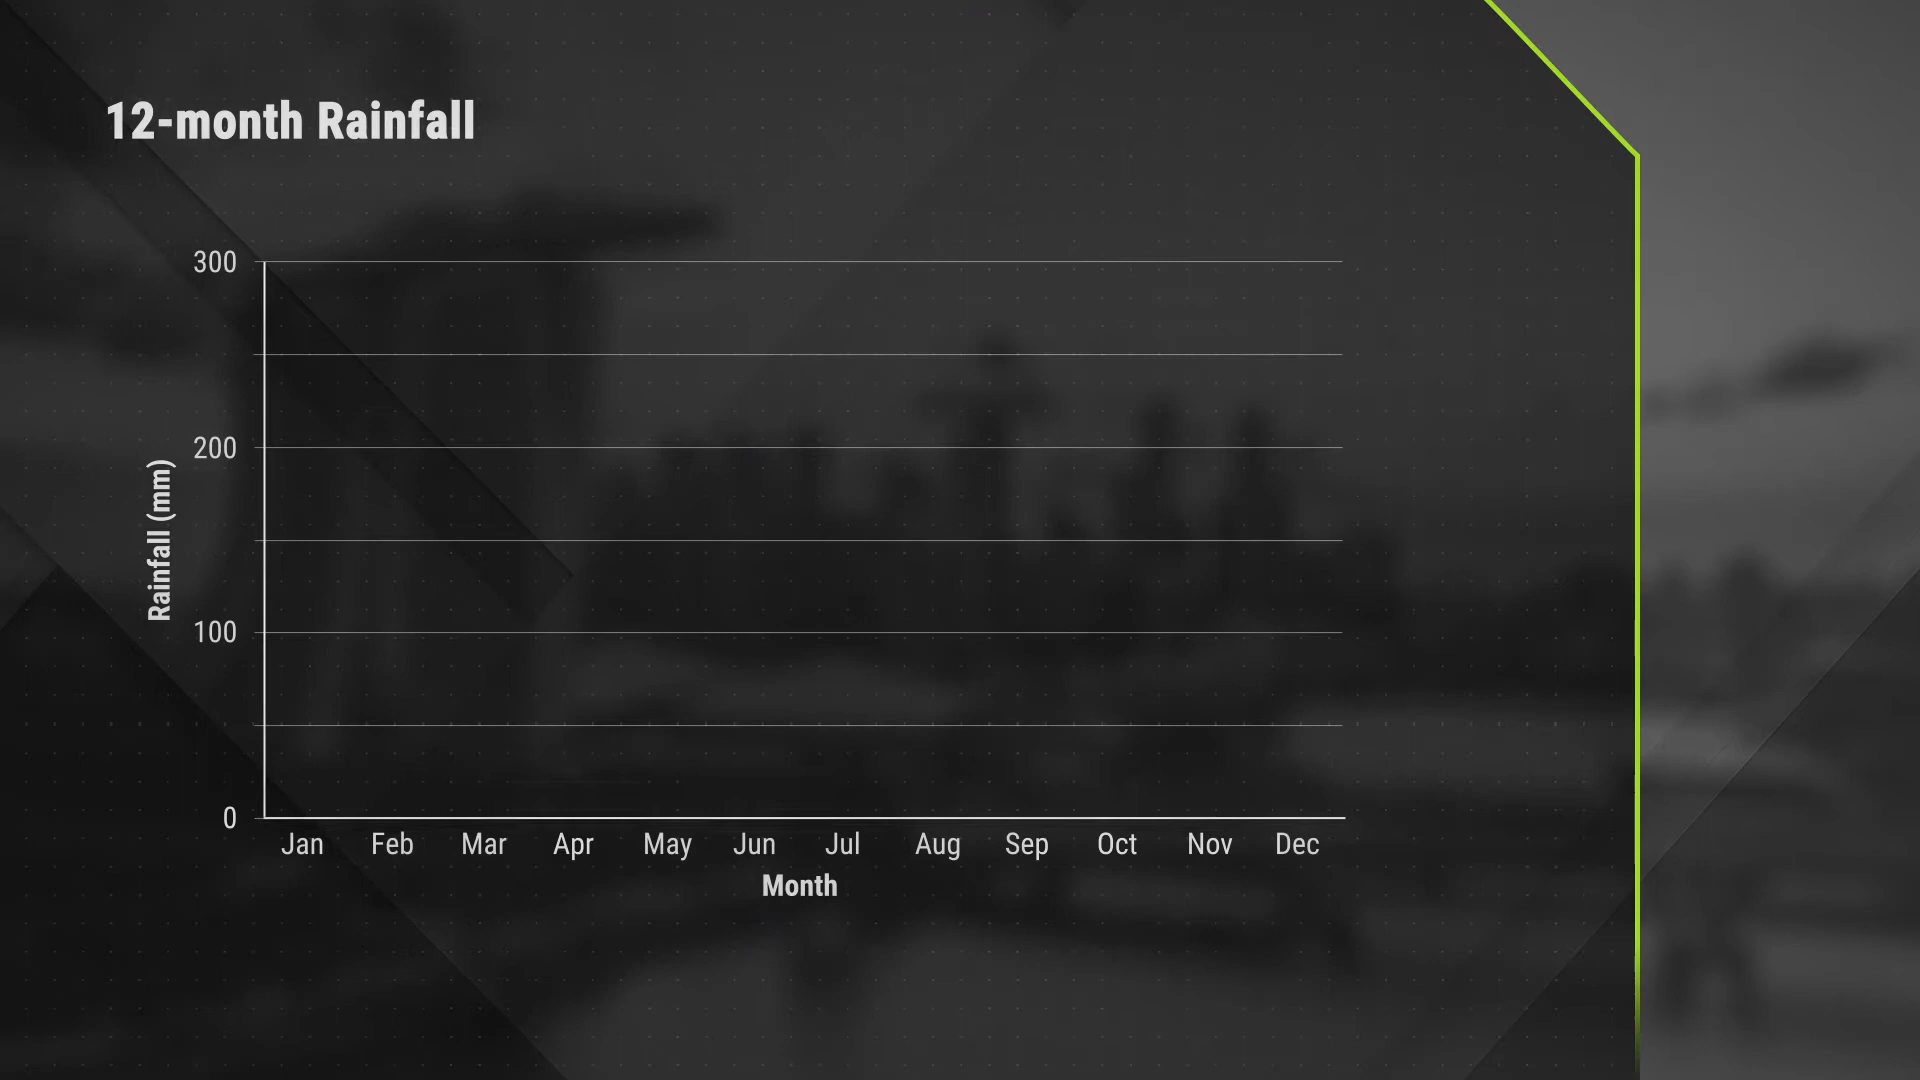 12-month Rainfall
300
200
Rainfall (mm)
100
0
Jan Feb Mar Apr May Jun Jul Aug Sep Oct Nov Dec
Month